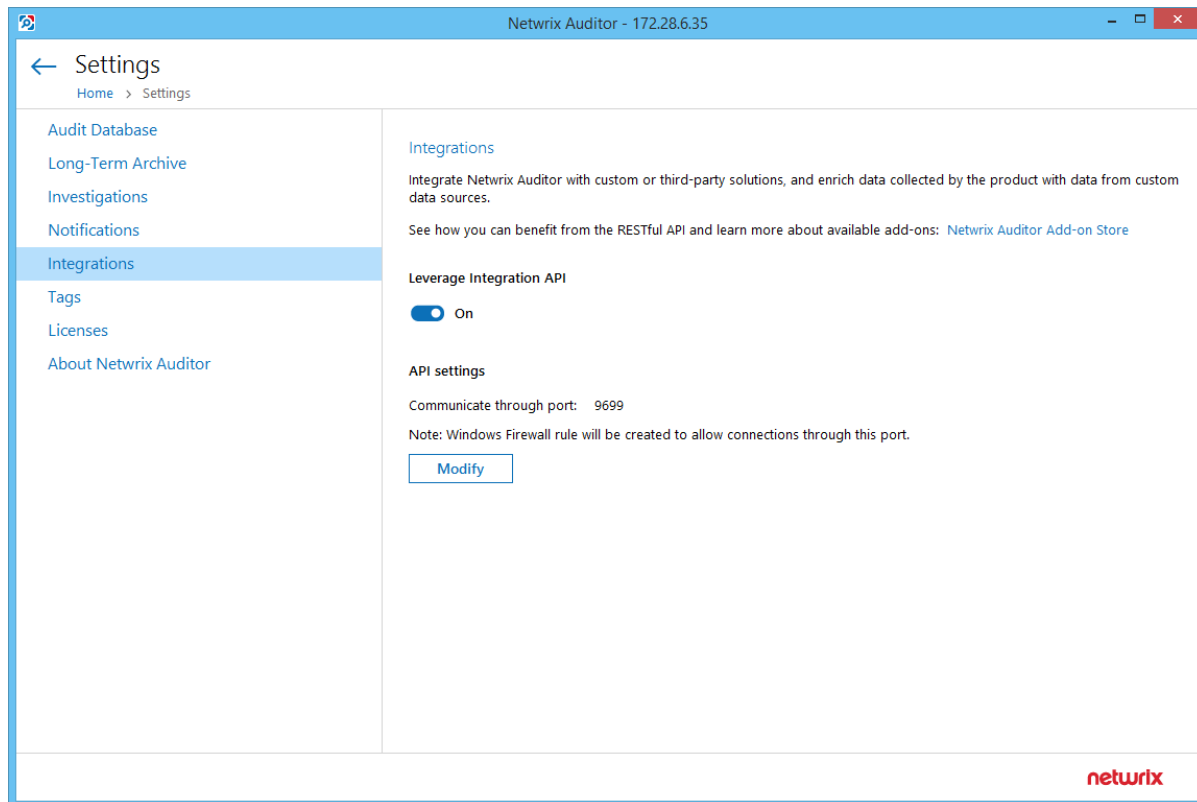 Netwrix Auditor - 172.28.6.35
Settings
Home > Settings
Audit Database
Long-Term Archive
Investigations
Notifications
Integrations
Tags
Licenses
About Netwrix Auditor
Integrations
Integrate Netwrix Auditor with custom or third-party solutions, and enrich data collected by the product with data from custom
data sources.
See how you can benefit from the RESTful API and learn more about available add-ons: Netwrix Auditor Add-on Store
Leverage Integration API
On
API settings
Communicate through port: 9699
Note: Windows Firewall rule will be created to allow connections through this port.
Modify
netwrix